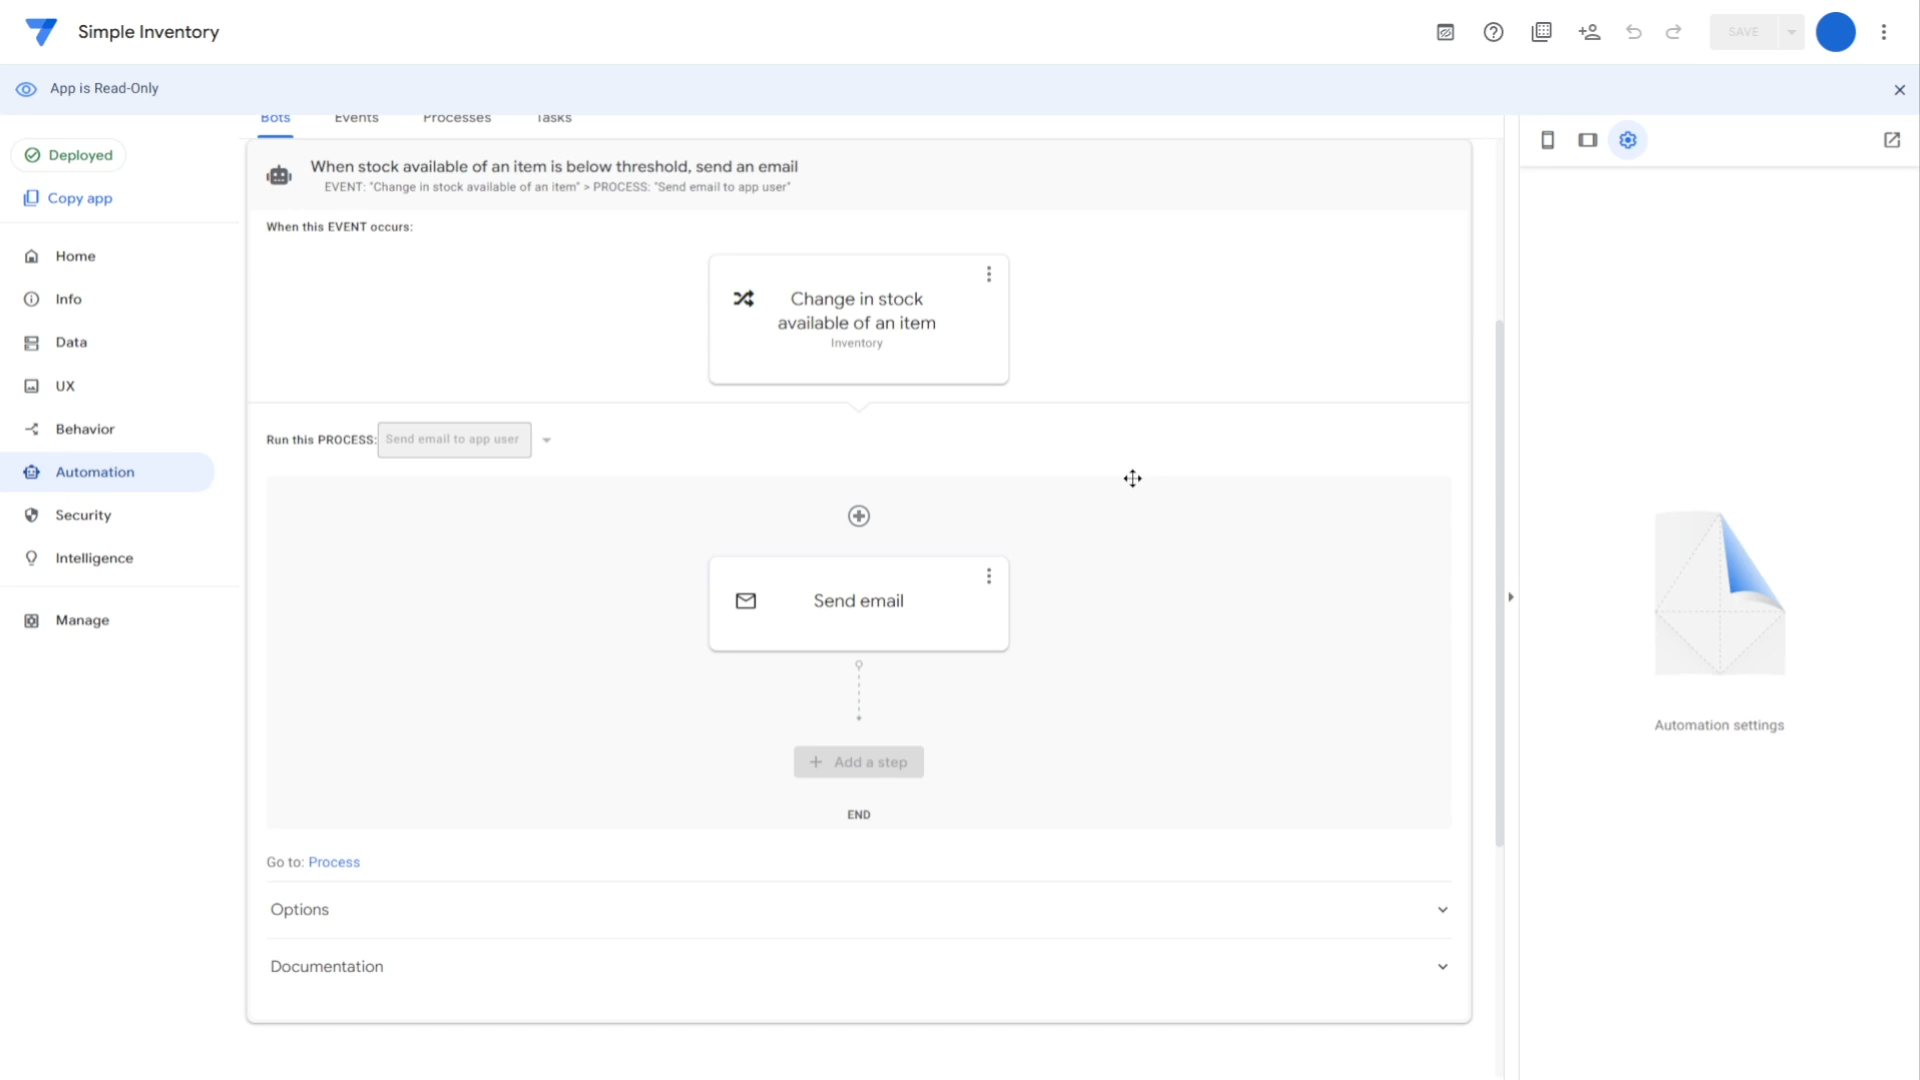 Simple Inventory
SAVE
App is Read-Only
Bots
Events
Processes
Tasks
Deployed
Copy app
Home
Info
Data
UX
Behavior
Automation
Security
Intelligence
Manage
When stock available of an item is below threshold, send an email
EVENT: "Change in stock available of an item" > PROCESS: "Send email to app user"
When this EVENT occurs:
Change in stock
available of an item
Inventory
Run this PROCESS: Send email to app user
Send email
+ Add a step
END
Go to: Process
Options
Documentation
Automation settings